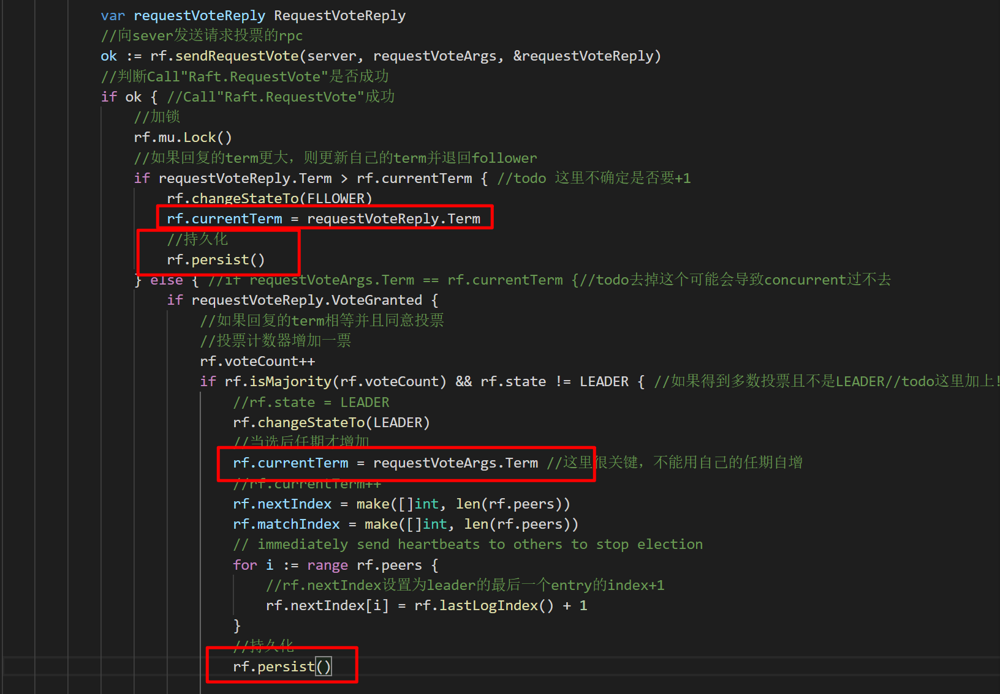 var requestVoteReply RequestVoteReply
//向sever发送请求投票的rpc
ok := rf.sendRequestVote(server, requestVoteArgs, &requestVoteReply)
//判断Call"Raft.RequestVote"是否成功
if ok { //Call"Raft.RequestVote"成功
//加锁
rf.mu.Lock()
//如果回复的term更大，则更新自己的term并退回follower
if requestVoteReply.Term > rf.currentTerm { //todo 这里不确定是否要+1
rf.changeStateTo(FLLOWER)
rf.currentTerm = requestVoteReply.Term
//持久化
rf.persist()
} else { //if requestVoteArgs.Term == rf.currentTerm {//todo去掉这个可能会导致concurrent过不去
if requestVoteReply.VoteGranted {
//如果回复的term相等并且同意投票
//投票计数器增加一票
rf.voteCount++
if rf.isMajority(rf.voteCount) && rf.state != LEADER { //如果得到多数投票且不是LEADER//todo这里加上!
//rf.state = LEADER
rf.changeStateTo(LEADER)
//当选后任期才增加
rf.currentTerm = requestVoteArgs.Term //这里很关键，不能用自己的任期自增
//rf.currentTerm++
rf.nextIndex = make([]int, len(rf.peers))
rf.matchIndex = make([]int, len(rf.peers))
// immediately send heartbeats to others to stop election
for i := range rf.peers {
//rf.nextIndex设置为leader的最后一个entry的index+1
rf.nextIndex[i] = rf.lastLogIndex() + 1
}
//持久化
rf.persist()